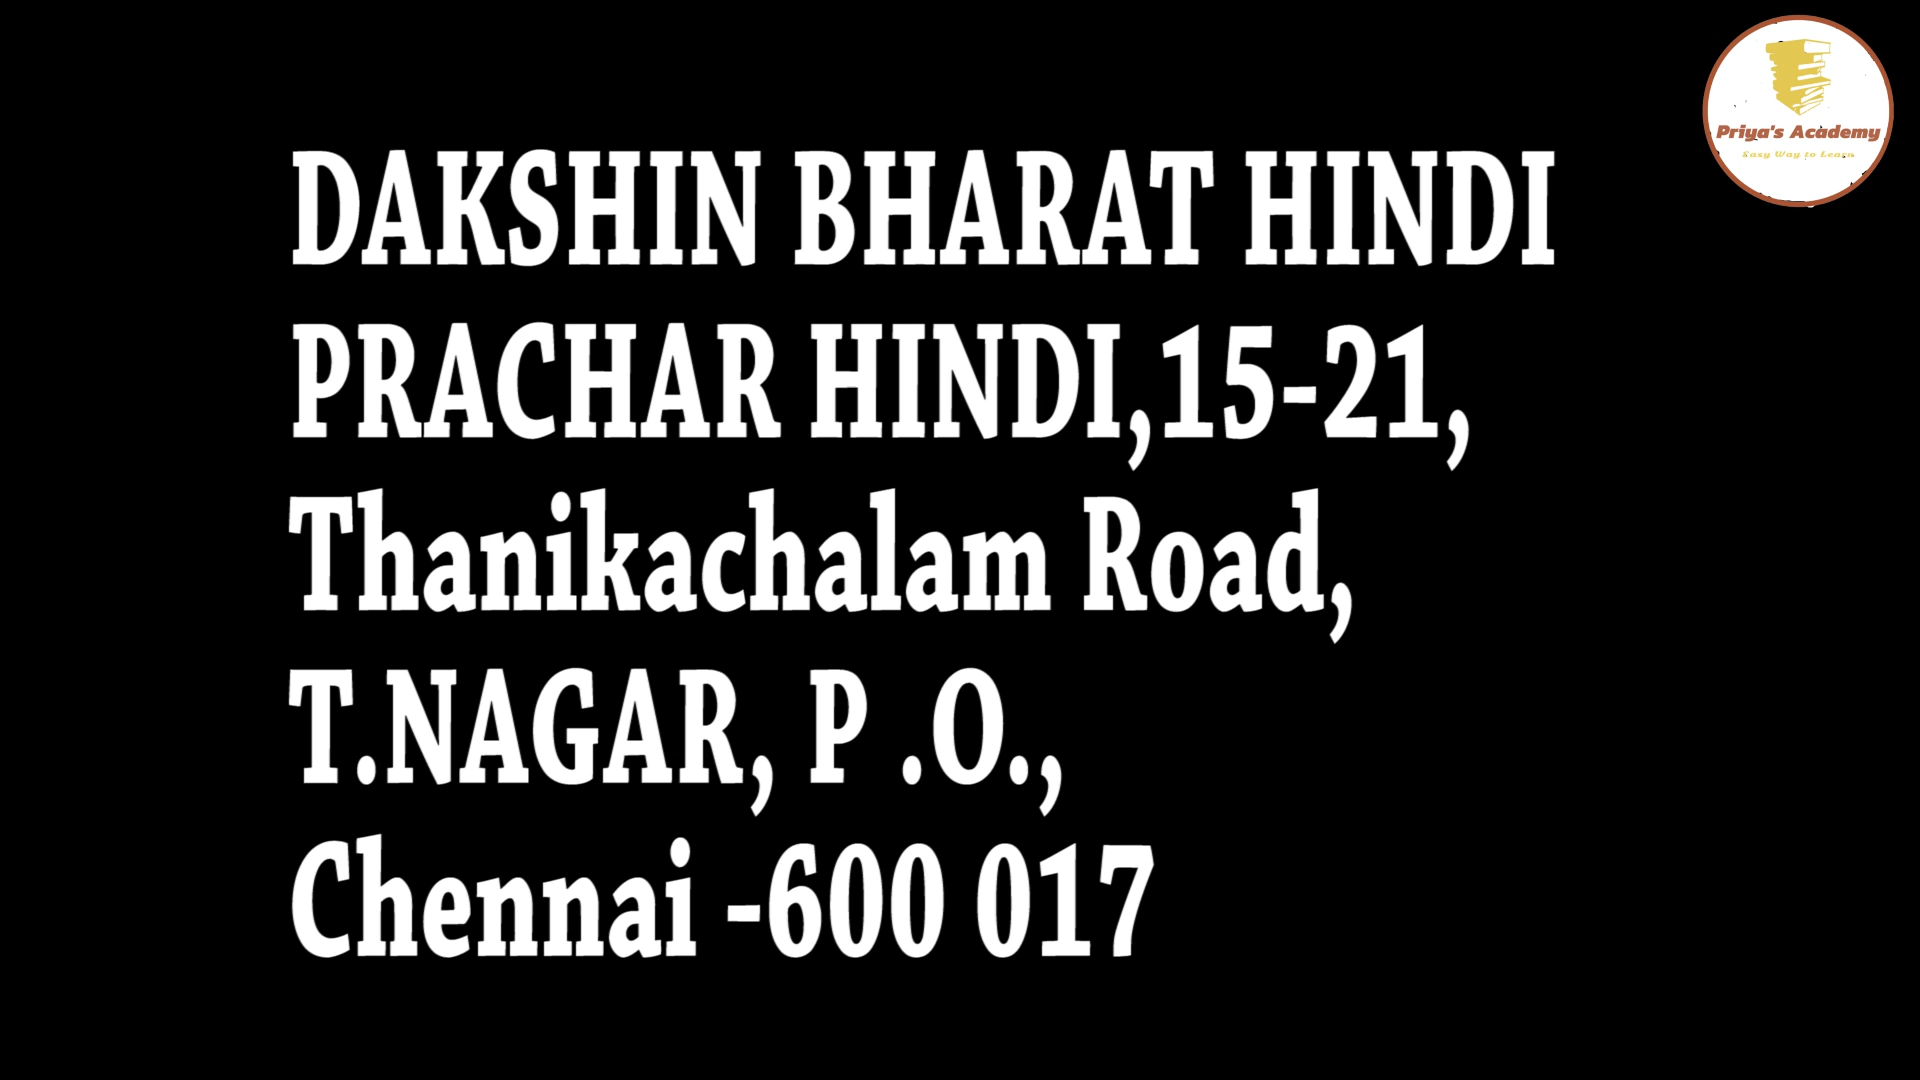 Priya's Academy
Easy Way to Learn
DAKSHIN BHARAT HINDI
PRACHAR HINDI,15-21,
Thanikachalam Road,
T.NAGAR, P .O.,
Chennai -600 017